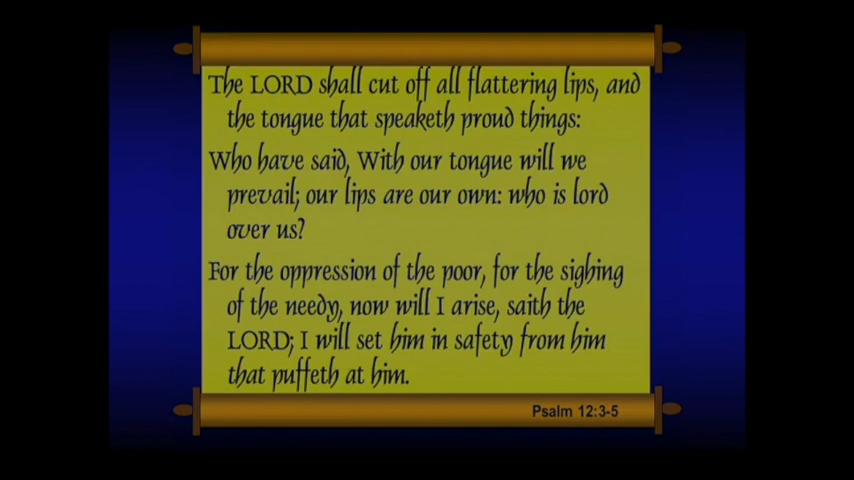 The LORD shall cut off all flattering lips, and
the tongue that speaketh proud things:
Who have said, With our tongue will we
prevail; our lips are our own: who is lord
over us?
For the oppression of the poor, for the sighing
of the needy, now will I arise, saith the
LORD; I will set him in safety from him
that puffeth at him.
Psalm 12:3-5